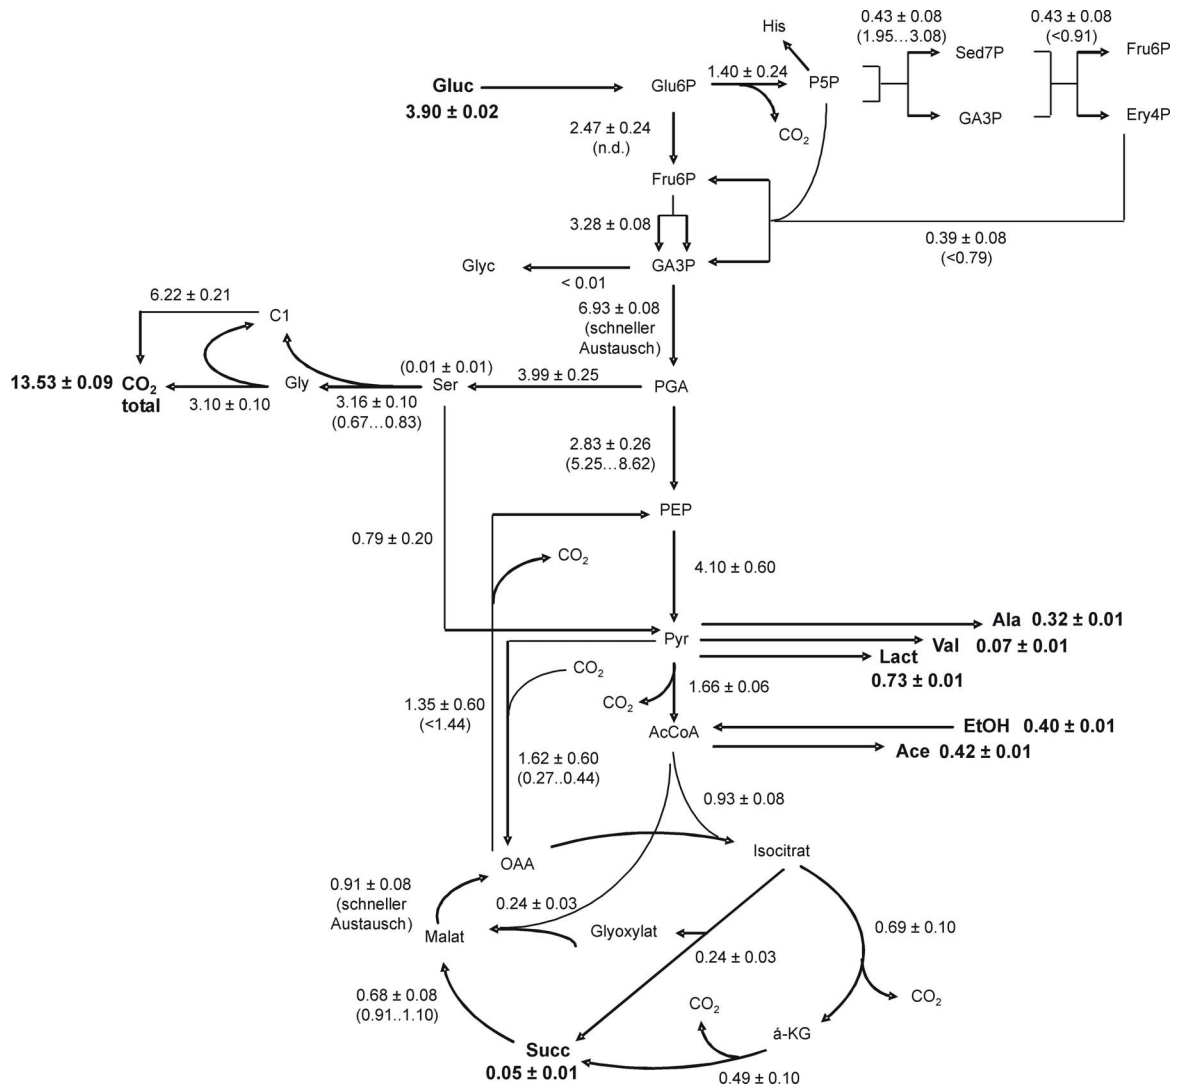 0.43 ± 0.08
(1.95…3.08)
0.43 ± 0.08
(<0.91)
His
Sed7P
Fru6P
Gluc
3.90 ± 0.02
Glu6P
1.40 ± 0.24
P5P
CO2
GA3P
Ery4P
2.47 ± 0.24
(n.d.)
Fru6P
3.28 ± 0.08
0.39 ± 0.08
(<0.79)
Glyc
< 0.01
GA3P
6.22 ± 0.21
C1
6.93 ± 0.08
(schneller
Austausch)
13.53 ± 0.09 CO2
total
3.10 ± 0.10
Gly
3.16 ± 0.10
(0.67…0.83)
(0.01 ± 0.01)
Ser
3.99 ± 0.25
PGA
2.83 ± 0.26
(5.25…8.62)
PEP
0.79 ± 0.20
CO2
4.10 ± 0.60
Pyr
Ala 0.32 ± 0.01
Val 0.07 ± 0.01
Lact
0.73 ± 0.01
CO2
CO2
1.66 ± 0.06
1.35 ± 0.60
(<1.44)
AcCoA
EtOH 0.40 ± 0.01
Ace 0.42 ± 0.01
1.62 ± 0.60
(0.27..0.44)
0.93 ± 0.08
OAA
Isocitrat
0.91 ± 0.08
(schneller
Austausch)
0.24 ± 0.03
Malat
Glyoxylat
0.24 ± 0.03
0.69 ± 0.10
CO2
0.68 ± 0.08
(0.91..1.10)
CO2
á-KG
Succ
0.05 ± 0.01
0.49 ± 0.10